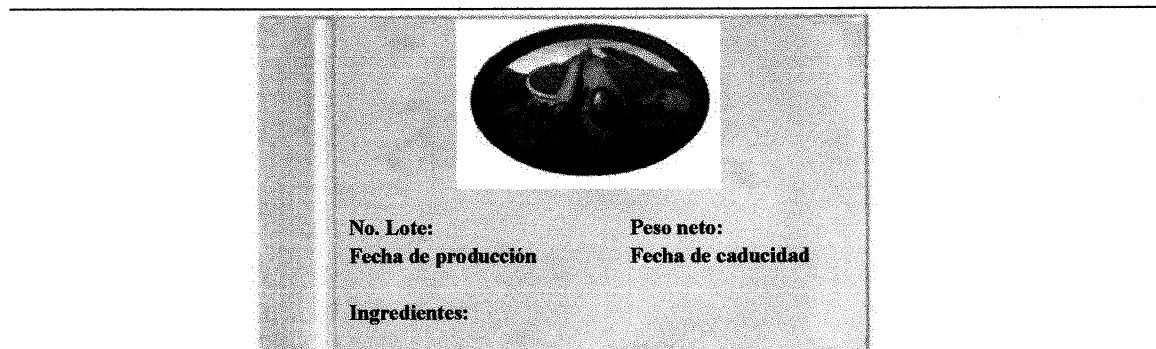 No. Lote: Peso neto:
Fecha de producción Fecha de caducidad
Ingredientes: